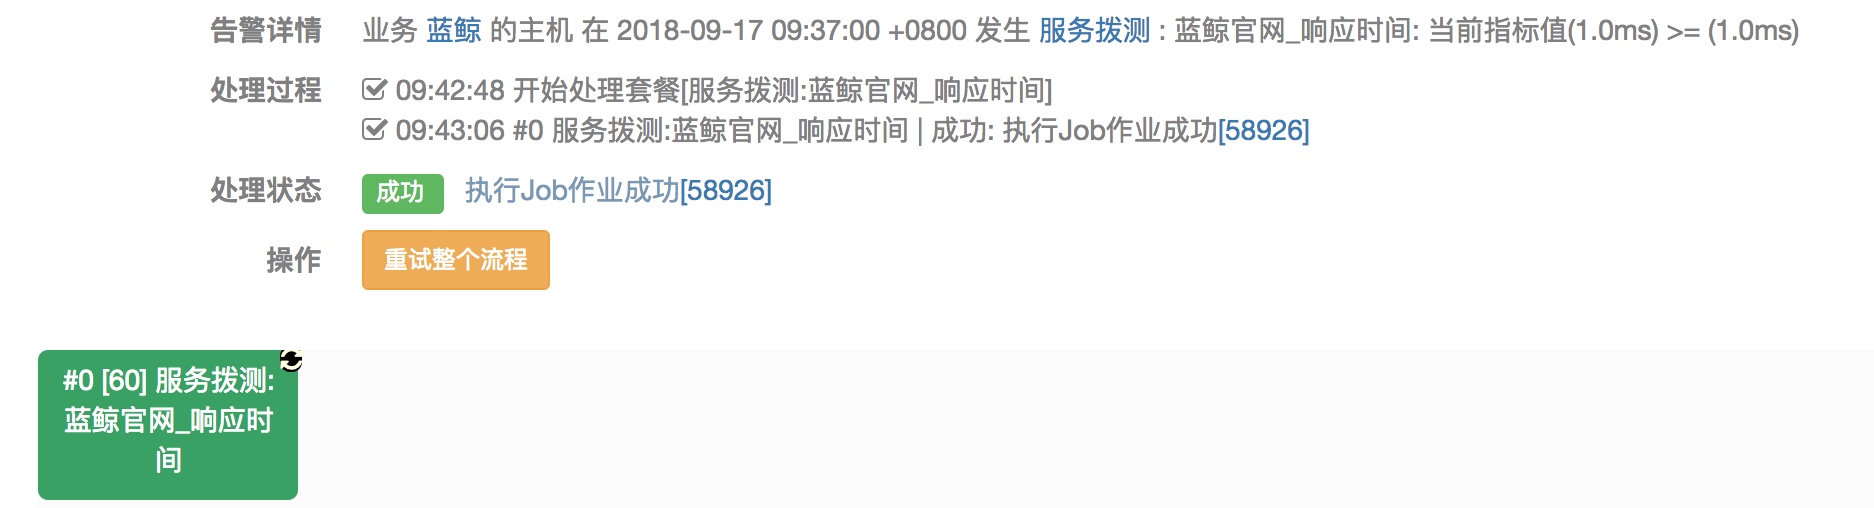 告警详情 业务 蓝鲸 的主机 在 2018-09-17 09:37:00 +0800 发生 服务拨测 : 蓝鲸官网_响应时间: 当前指标值(1.0ms) >= (1.0ms)
处理过程 09:42:48 开始处理套餐[服务拨测:蓝鲸官网_响应时间]
09:43:06 #0 服务拨测:蓝鲸官网_响应时间 | 成功: 执行Job作业成功[58926]
处理状态 成功 执行Job作业成功[58926]
操作 重试整个流程
#0 [60] 服务拨测:
蓝鲸官网_响应时
间